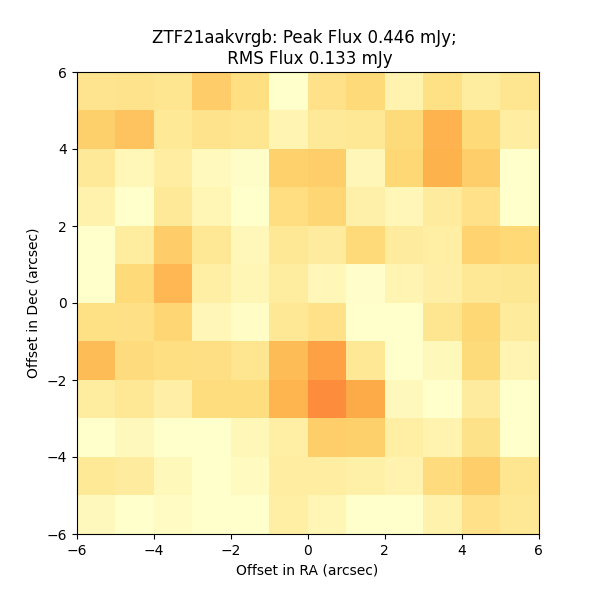 ZTF21aakvrgb: Peak Flux 0.446 mJy;
RMS Flux 0.133 mJy
6
4
2
0
−2
−4
−6
Offset in Dec (arcsec)
−6 −4 −2 0 2 4 6
Offset in RA (arcsec)